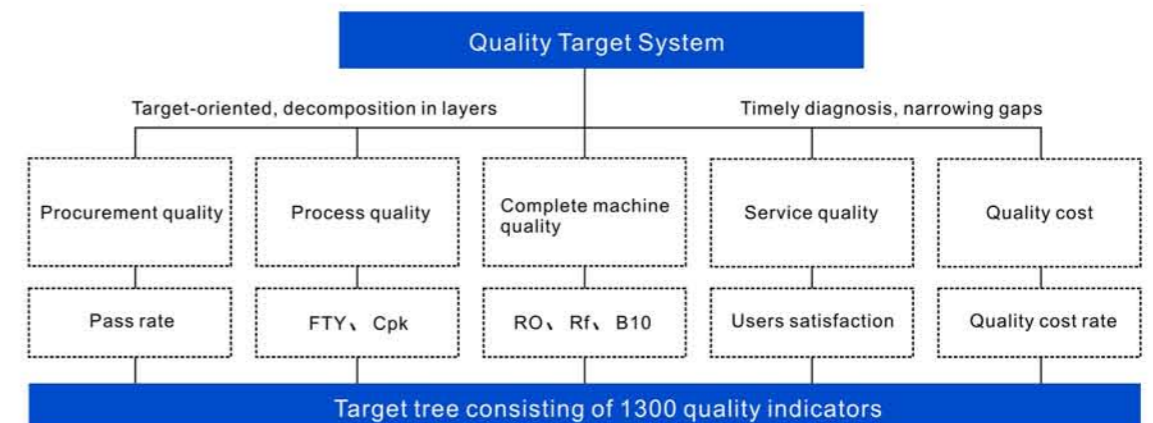 Quality Target System
Target-oriented, decomposition in layers
Timely diagnosis, narrowing gaps
Procurement quality
Process quality
Complete machine
quality
Service quality
Quality cost
Pass rate
FTY、Cpk
RO、Rf、B10
Users satisfaction
Quality cost rate
Target tree consisting of 1300 quality indicators